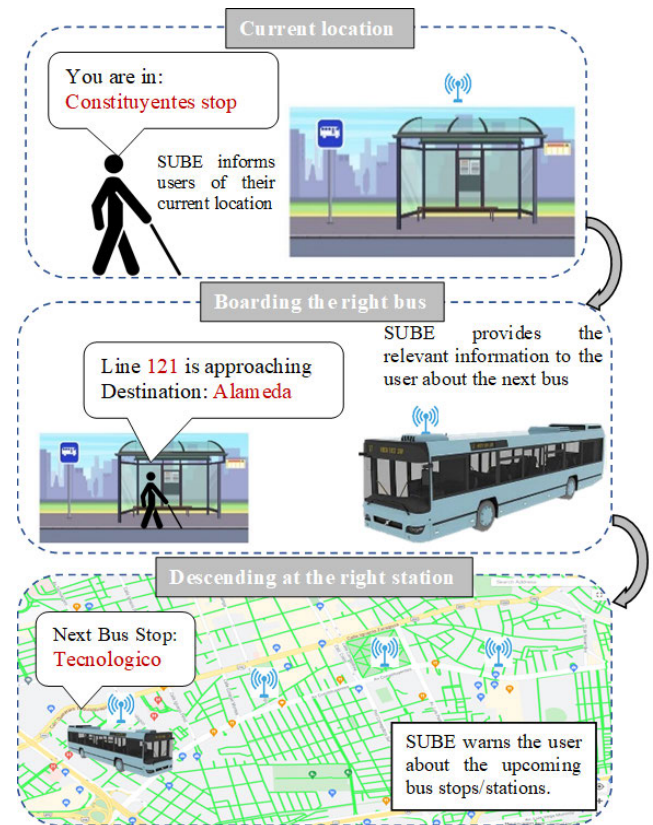 Current location
You are in:
Constituyentes stop
SUBE informs
users of their
current location
Boarding the right bus
SUBE provides the
relevant information to the
user about the next bus
Line 121 is approaching
Destination: Alameda
Descending at the right station
Next Bus Stop:
Tecnologico
SUBE warns the user
about the upcoming
bus stops/stations.